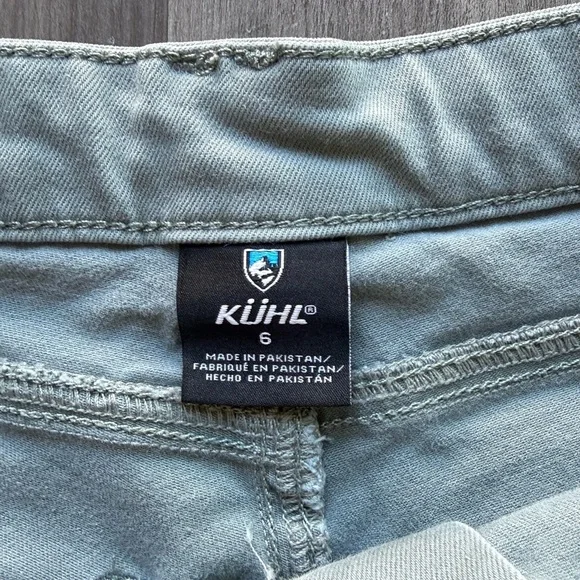 KÜHL®
6
MADE IN PAKISTAN/
FABRIQUÉ EN PAKISTAN/
HECHO EN PAKISTÁN